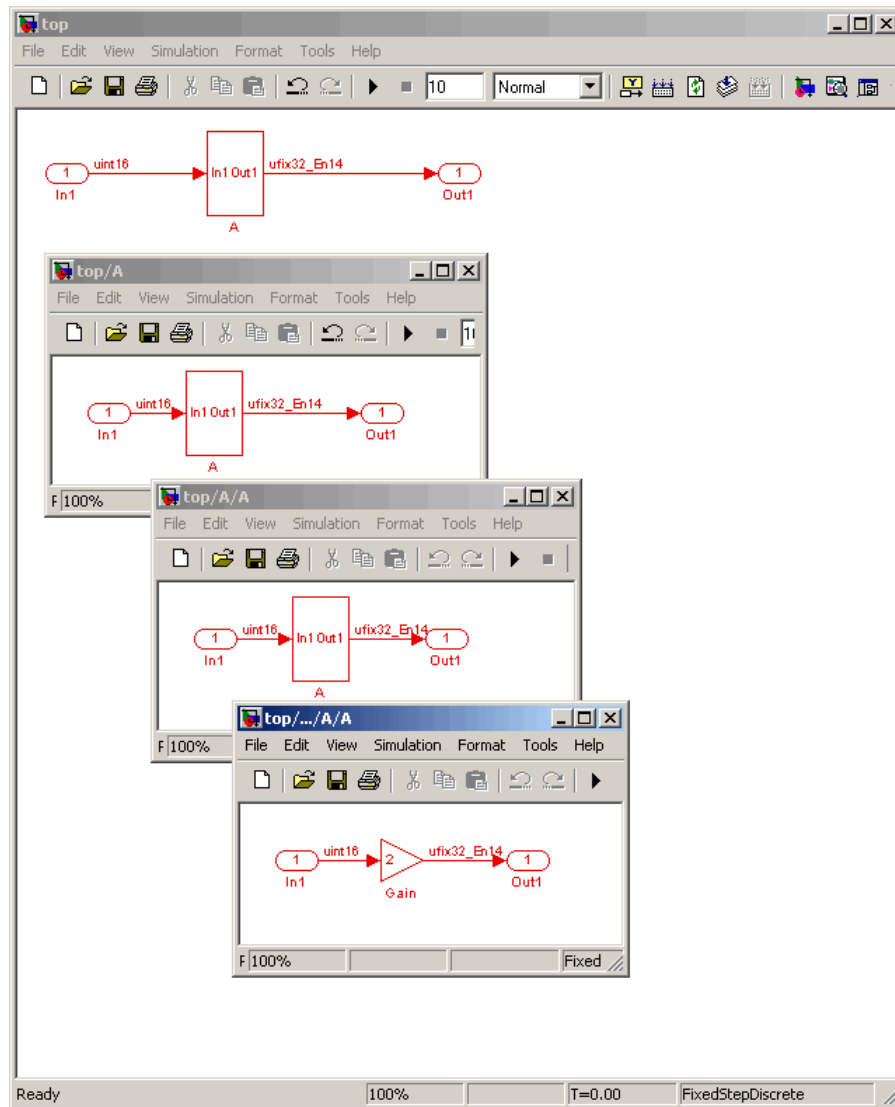 top
File Edit View Simulation Format Tools Help
10 Normal
1 uint16 In1 Out1 ufix32_En14 1
In1 A Out1
top/A
File Edit View Simulation Format Tools Help
1 uint16 In1 Out1 ufix32_En14 1
In1 A Out1
100%
top/A/A
File Edit View Simulation Format Tools Help
1 uint16 In1 Out1 ufix32_En14 1
In1 A Out1
100%
top/.../A/A
File Edit View Simulation Format Tools Help
1 uint16 2 ufix32_En14 1
In1 Gain Out1
100% Fixed
Ready 100% T=0.00 FixedStepDiscrete